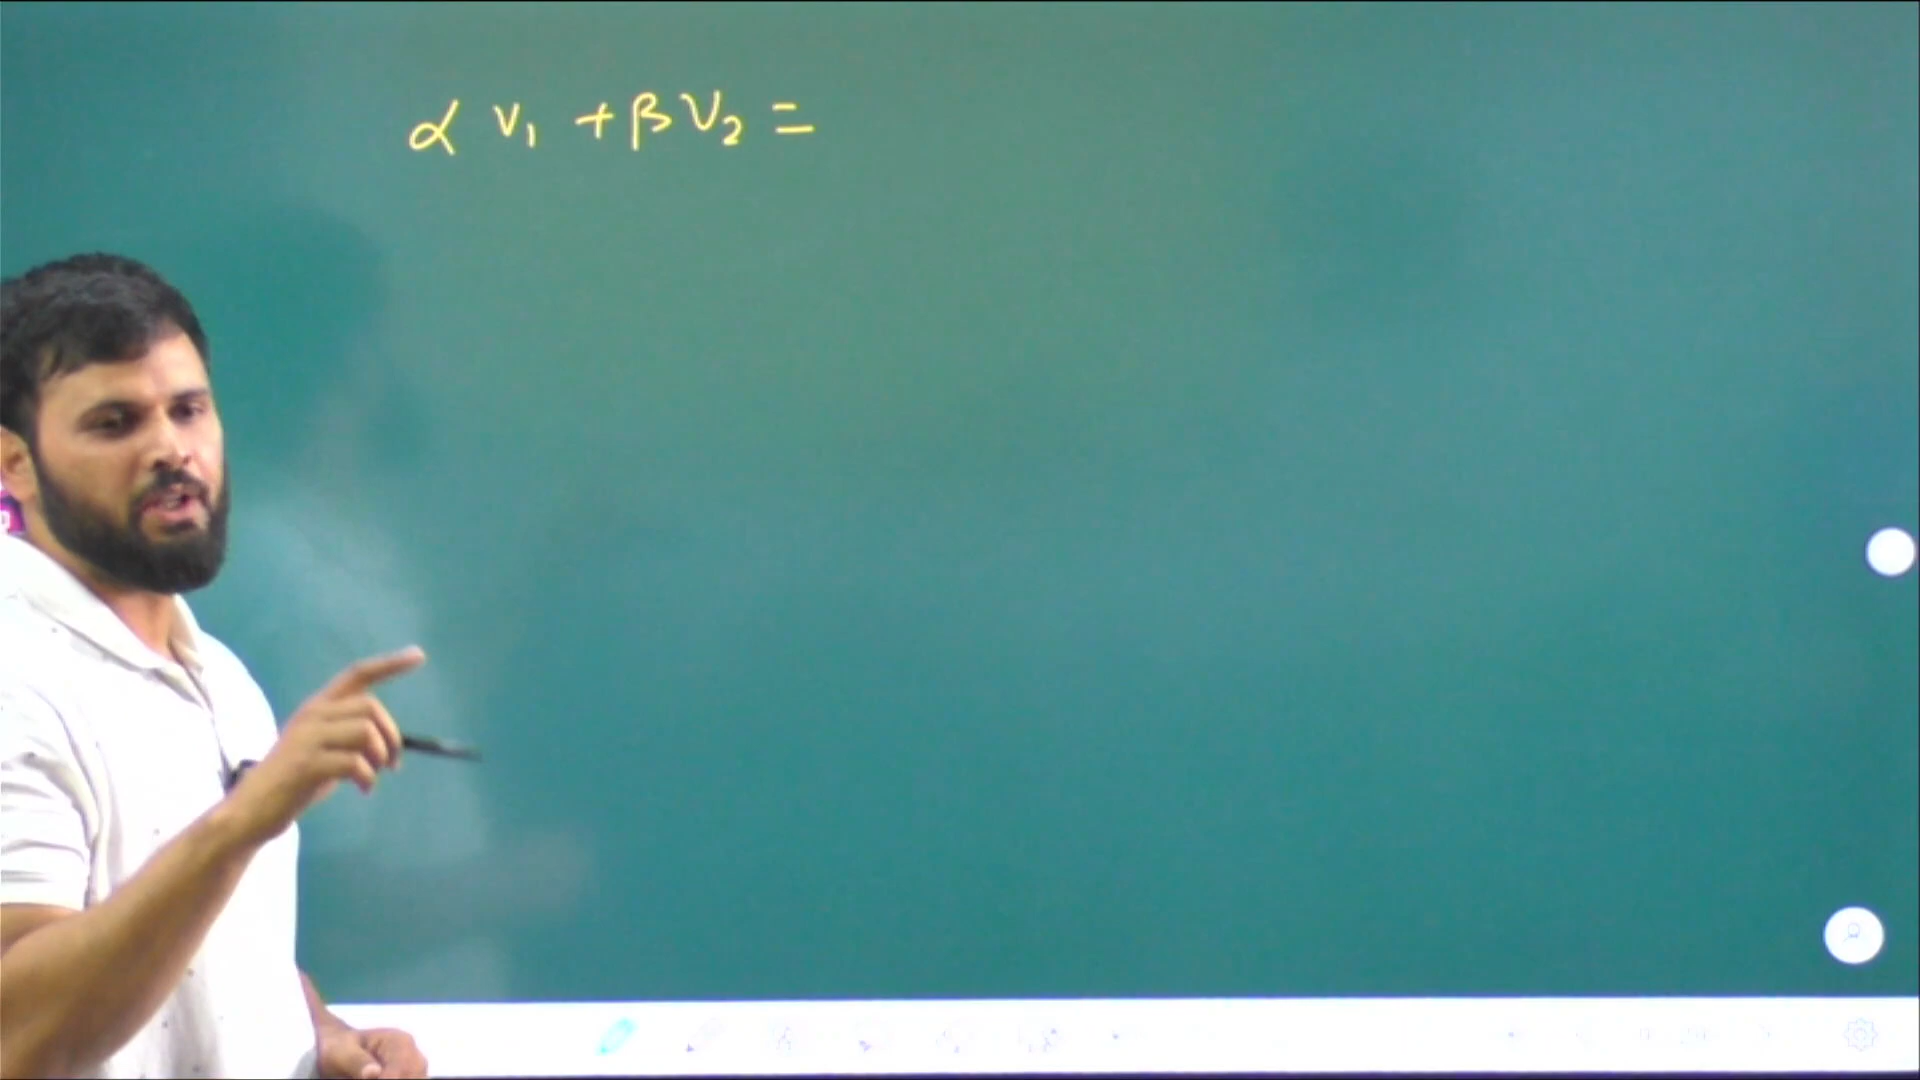 α v₁ + β v₂ =